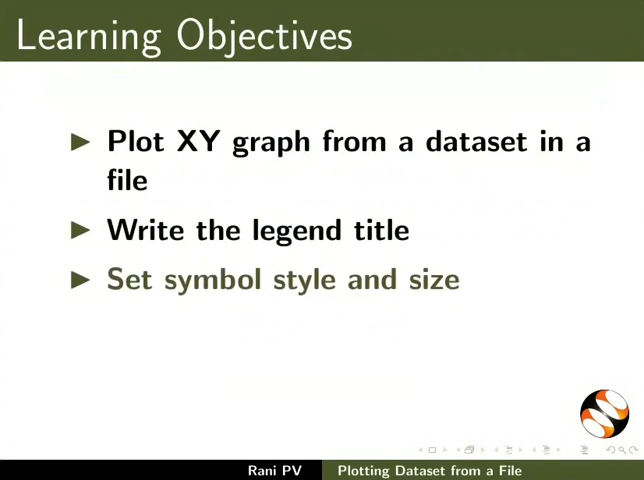 Learning Objectives
Plot XY graph from a dataset in a
file
Write the legend title
Set symbol style and size
Rani PV Plotting Dataset from a File